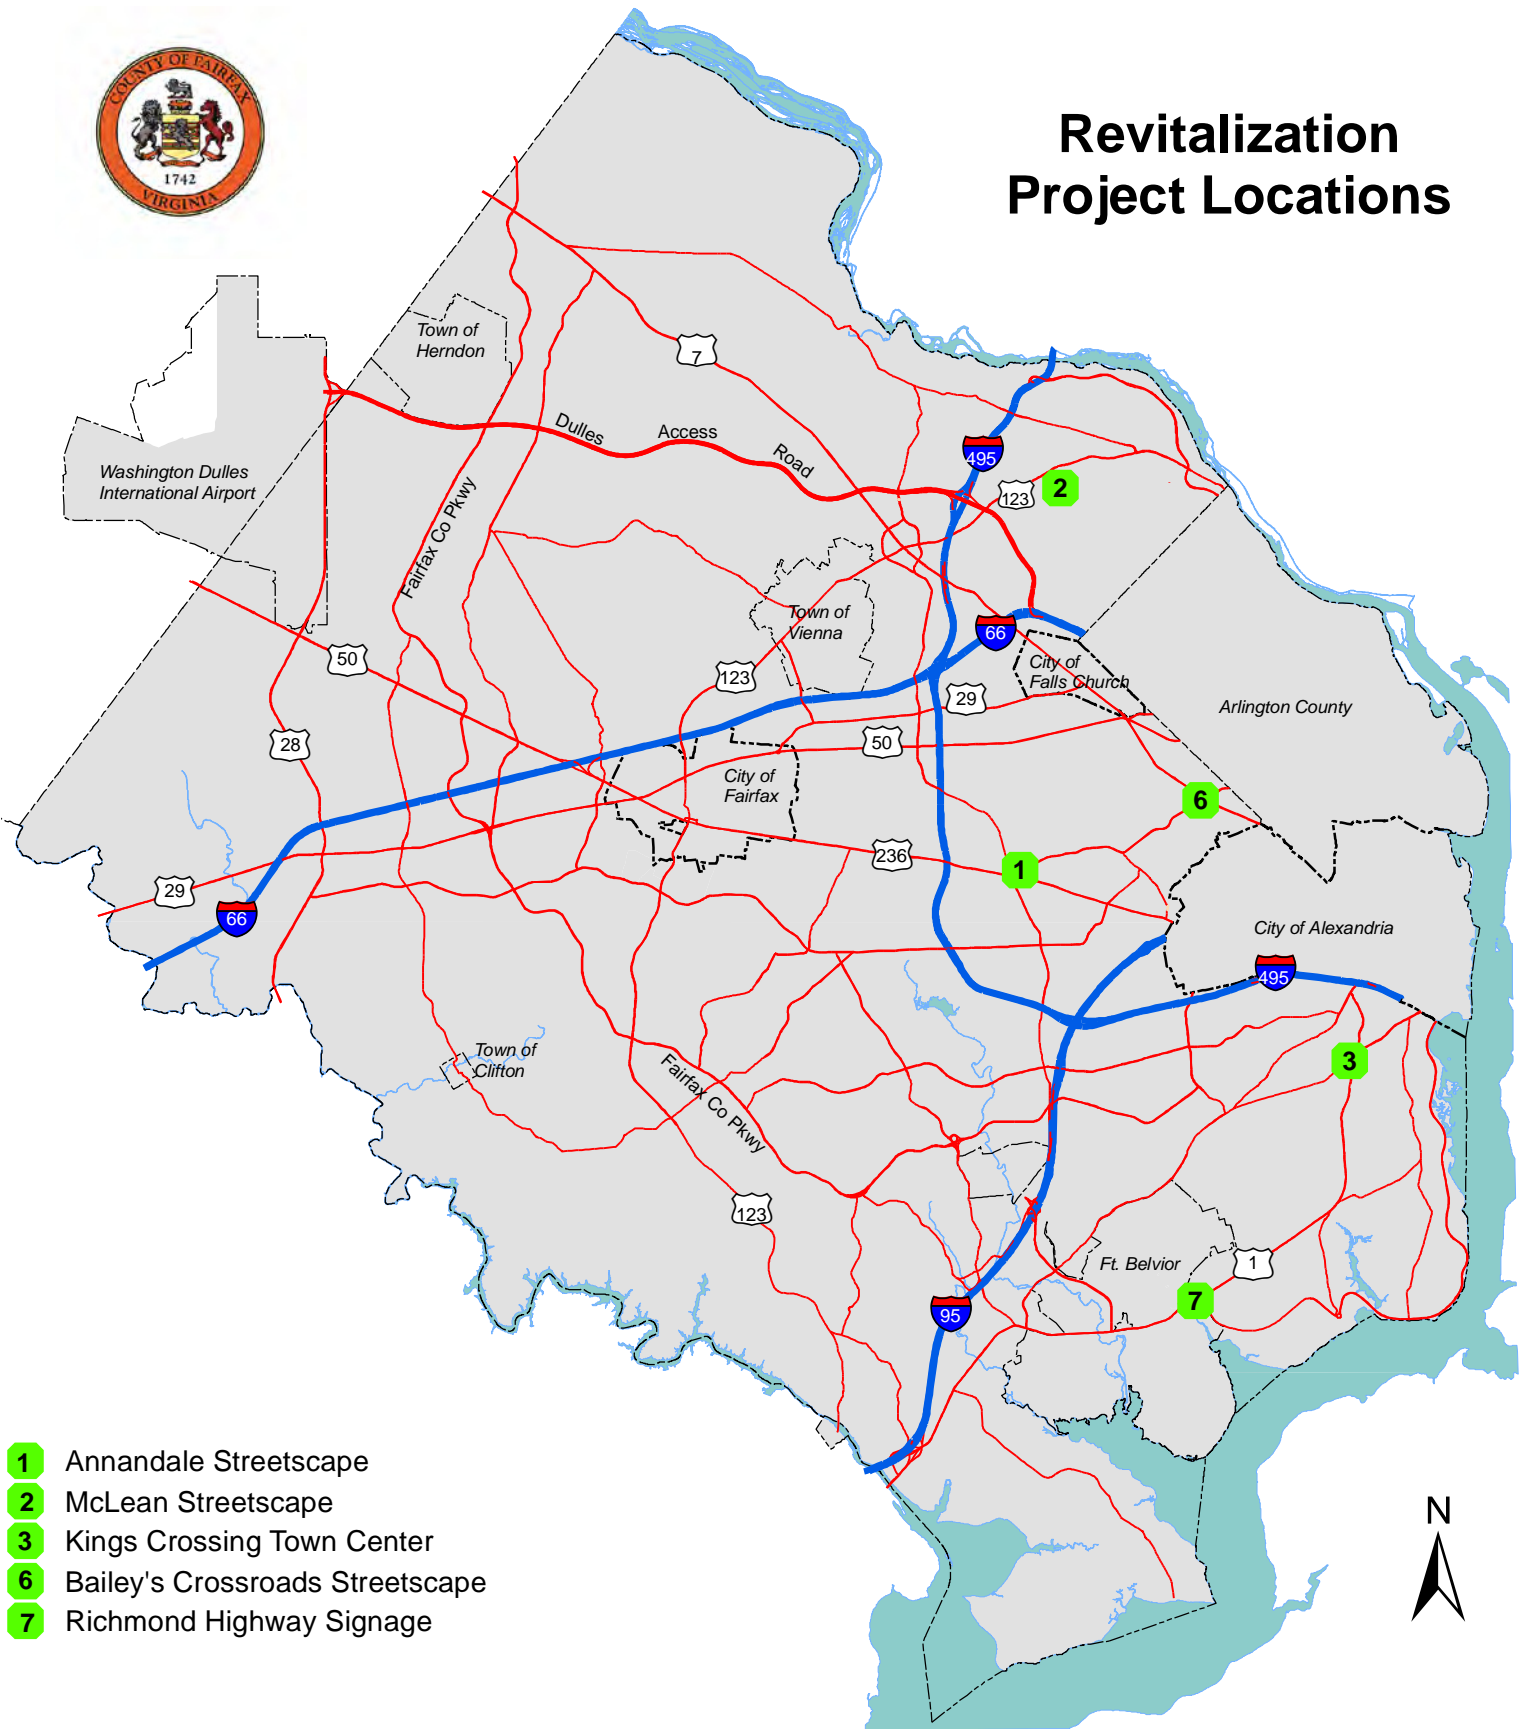 COUNTY OF FAIRFAX
1742
VIRGINIA
Revitalization
Project Locations
Town of
Herndon
7
Dulles
Access
Road
495
Washington Dulles
International Airport
Fairfax Co Pkwy
123
2
Town of
Vienna
66
50
City of
Falls Church
123
29
Arlington County
28
50
City of
Fairfax
6
236
1
29
66
City of Alexandria
495
Town of
Clifton
3
Fairfax Co Pkwy
123
Ft. Belvior
1
7
95
1 Annandale Streetscape
2 McLean Streetscape
3 Kings Crossing Town Center
6 Bailey's Crossroads Streetscape
7 Richmond Highway Signage
N